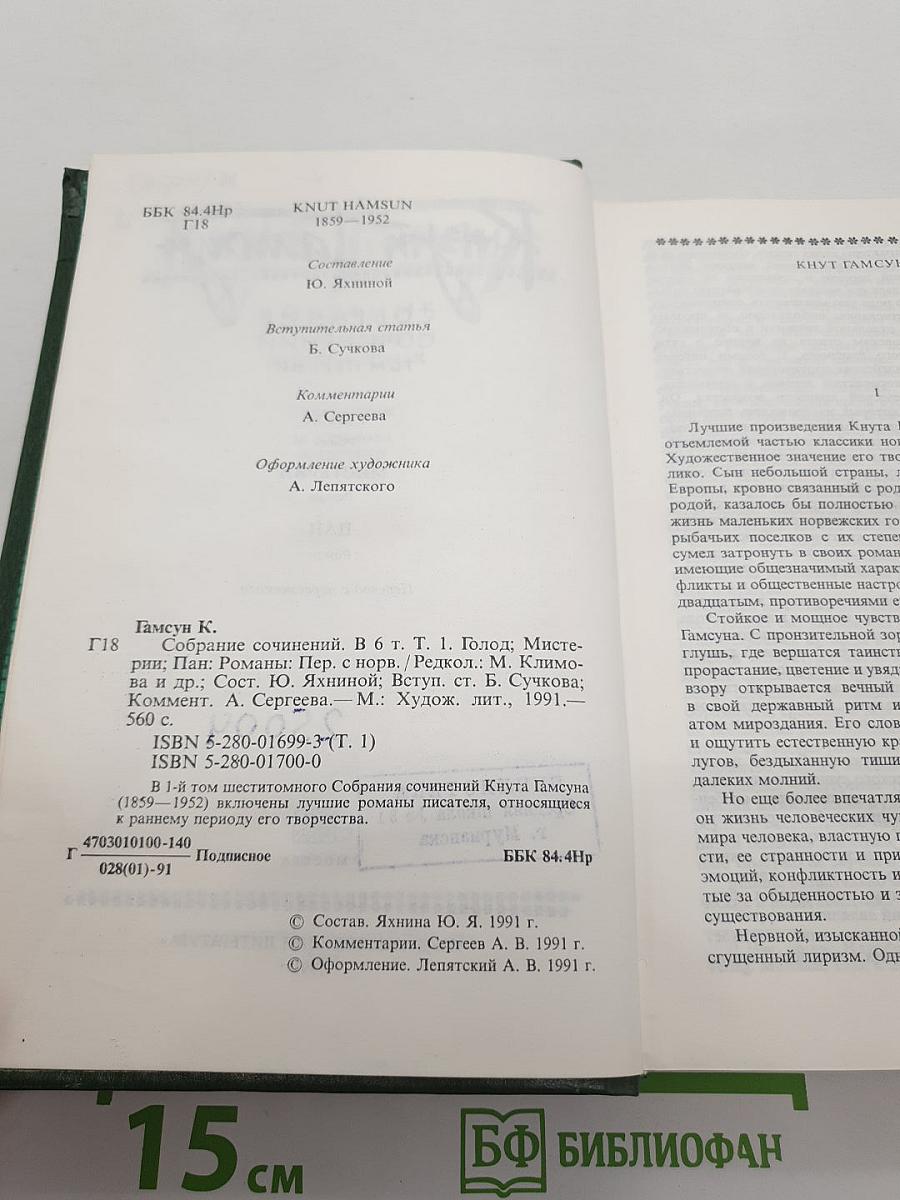 ББК 84.4Нр
Г18
KNUT HAMSUN
1859—1952
Составление
Ю. Яхниной
Вступительная статья
Б. Сучкова
Комментарии
А. Сергеева
Оформление художника
А. Лепятского
Гамсун К.
Г18 Собрание сочинений. В 6 т. Т. 1. Голод; Мисте-
рии; Пан: Романы: Пер. с норв. / Редкол.: М. Климо-
ва и др.; Сост. Ю. Яхниной; Вступ. ст. Б. Сучкова;
Коммент. А. Сергеева.— М.: Худож. лит., 1991.—
560 с.
ISBN 5-280-01699-3 (Т. 1)
ISBN 5-280-01700-0
В 1-й том шеститомного Собрания сочинений Кнута Гамсуна
(1859—1952) включены лучшие романы писателя, относящиеся
к раннему периоду его творчества.
Г 4703010100-140 Подписное ББК 84.4Нр
028(01)-91
© Состав. Яхнина Ю. Я. 1991 г.
© Комментарии. Сергеев А. В. 1991 г.
© Оформление. Лепятский А. В. 1991 г.
КНУТ ГАМСУН
1
Лучшие произведения Кнута
отъемлемой частью классики
Художественное значение его
лико. Сын небольшой страны,
Европы, кровно связанный с
родой, казалось бы полностью
жизнь маленьких норвежских
рыбачьих поселков с их
сумел затронуть в своих
имеющие общезначимый
фликты и общественные
двадцатым, противоречиями
Стойкое и мощное
Гамсуна. С пронзительной
глушь, где вершатся
прорастание, цветение и
взору открывается вечный
в свой державный ритм и
атом мироздания. Его
и ощутить естественную
лугов, бездыханную
далеких молний.
Но еще более
он жизнь человеческих
мира человека, властную
сти, ее странности и
эмоций, конфликтность и
тые за обыденностью и
существования.
Нервной, изысканной
сгущенный лиризм.
15 см
БФ БИБЛИОФАН